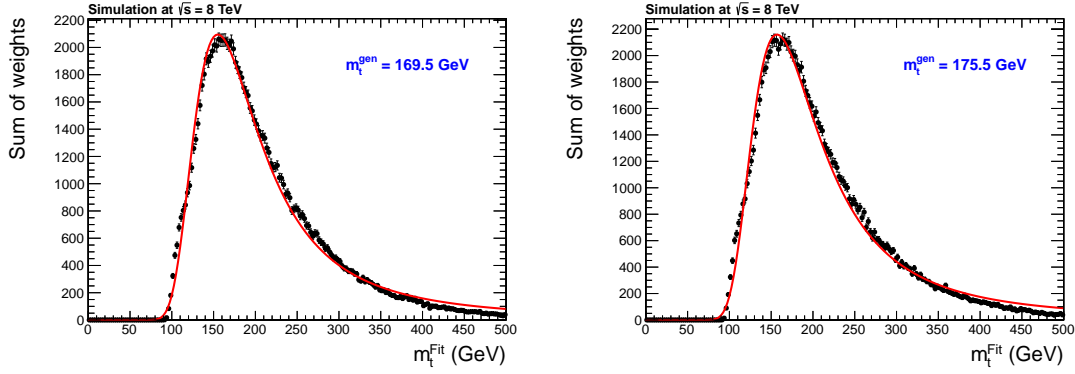 Simulation at √s = 8 TeV
Sum of weights
2200
2000
1800
1600
1400
1200
1000
800
600
400
200
0
m_t^gen = 169.5 GeV
0 50 100 150 200 250 300 350 400 450 500
m_t^Fit (GeV)
Simulation at √s = 8 TeV
Sum of weights
2200
2000
1800
1600
1400
1200
1000
800
600
400
200
0
m_t^gen = 175.5 GeV
0 50 100 150 200 250 300 350 400 450 500
m_t^Fit (GeV)